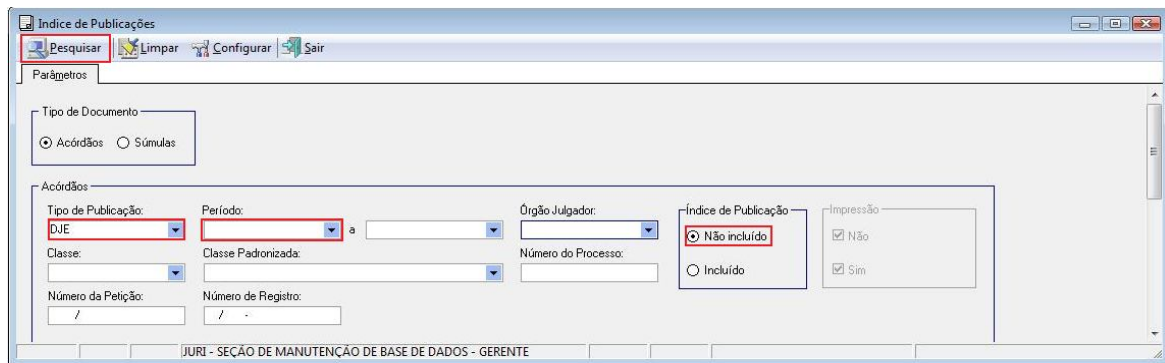 Indice de Publicações
Pesquisar Limpar Configurar Sair
Parâmetros
Tipo de Documento
Acórdãos Súmulas
Acórdãos
Tipo de Publicação: Período: Órgão Julgador: Índice de Publicação Impressão
DJE a Não incluído Não
Classe: Classe Padronizada: Número do Processo:
Incluído Sim
Número da Petição: Número de Registro:
/ / -
JURI - SEÇÃO DE MANUTENÇÃO DE BASE DE DADOS - GERENTE